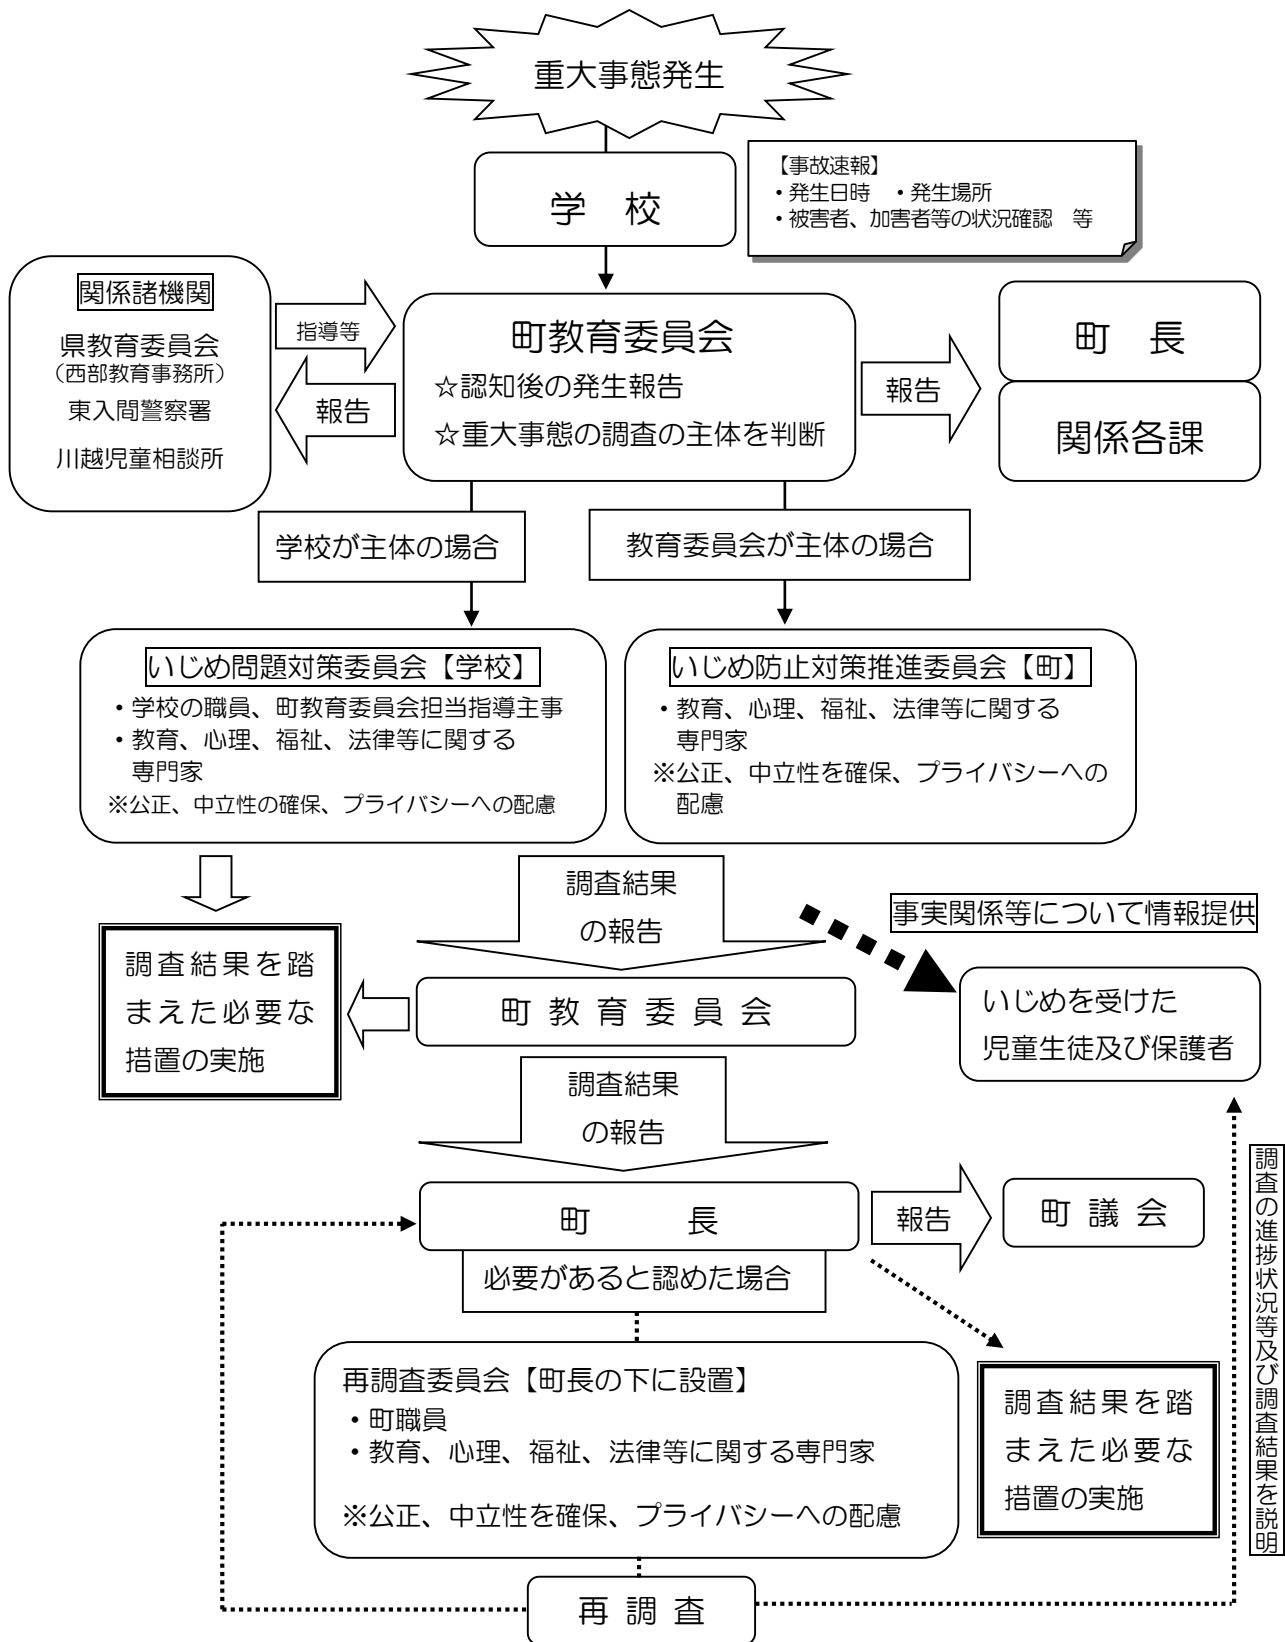 重大事態発生
学　校
【事故速報】
・発生日時　・発生場所
・被害者、加害者等の状況確認　等
関係諸機関
県教育委員会
（西部教育事務所）
東入間警察署
川越児童相談所
指導等
報告
町教育委員会
☆認知後の発生報告
☆重大事態の調査の主体を判断
報告
町　長
関係各課
学校が主体の場合
教育委員会が主体の場合
いじめ問題対策委員会【学校】
・学校の職員、町教育委員会担当指導主事
・教育、心理、福祉、法律等に関する
専門家
※公正、中立性の確保、プライバシーへの配慮
いじめ防止対策推進委員会【町】
・教育、心理、福祉、法律等に関する
専門家
※公正、中立性を確保、プライバシーへの
配慮
調査結果
の報告
事実関係等について情報提供
調査結果を踏
まえた必要な
措置の実施
町教育委員会
いじめを受けた
児童生徒及び保護者
調査結果
の報告
町　　長
報告
町議会
必要があると認めた場合
調査の進捗状況等及び調査結果を説明
再調査委員会【町長の下に設置】
・町職員
・教育、心理、福祉、法律等に関する専門家
※公正、中立性を確保、プライバシーへの配慮
調査結果を踏
まえた必要な
措置の実施
再調査